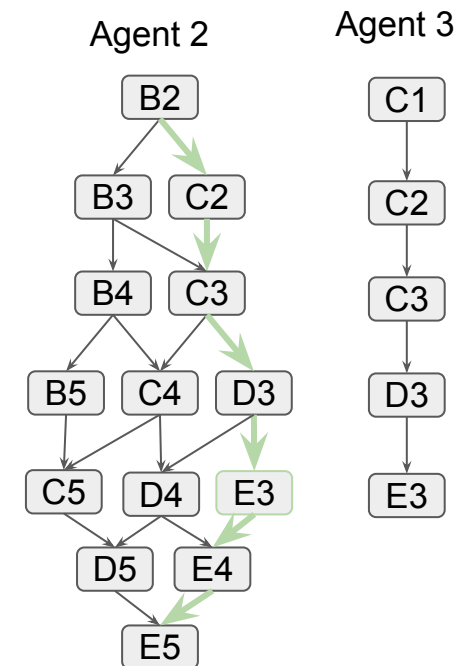 Agent 2
Agent 3
B2
C1
B3 C2
C2
B4 C3
C3
B5 C4 D3
D3
C5 D4 E3
E3
D5 E4
E5